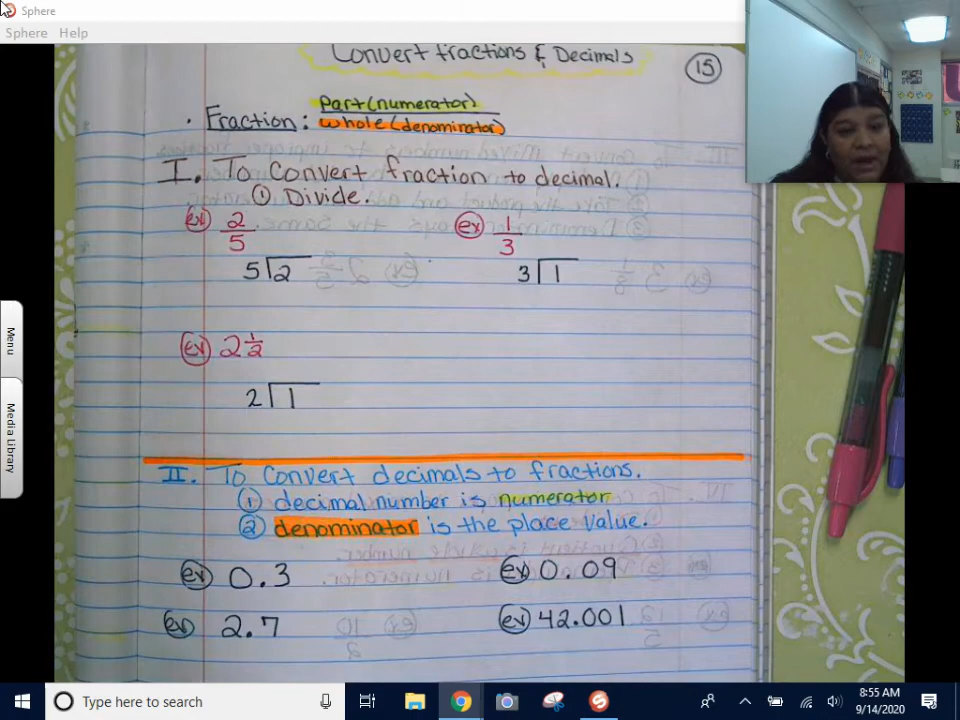 Sphere
Sphere Help
Convert fractions & Decimals
15
Fraction: part(numerator)
whole(denominator)
I. To Convert fraction to decimal.
① Divide.
ex 2/5
ex 1/3
5⟌2
3⟌1
ex 2 1/2
2⟌1
II. To Convert decimals to fractions.
① decimal number is numerator
② denominator is the place value.
ex 0.3
ex 0.09
ex 2.7
ex 42.001
Menu
Media Library
Type here to search
8:55 AM
9/14/2020